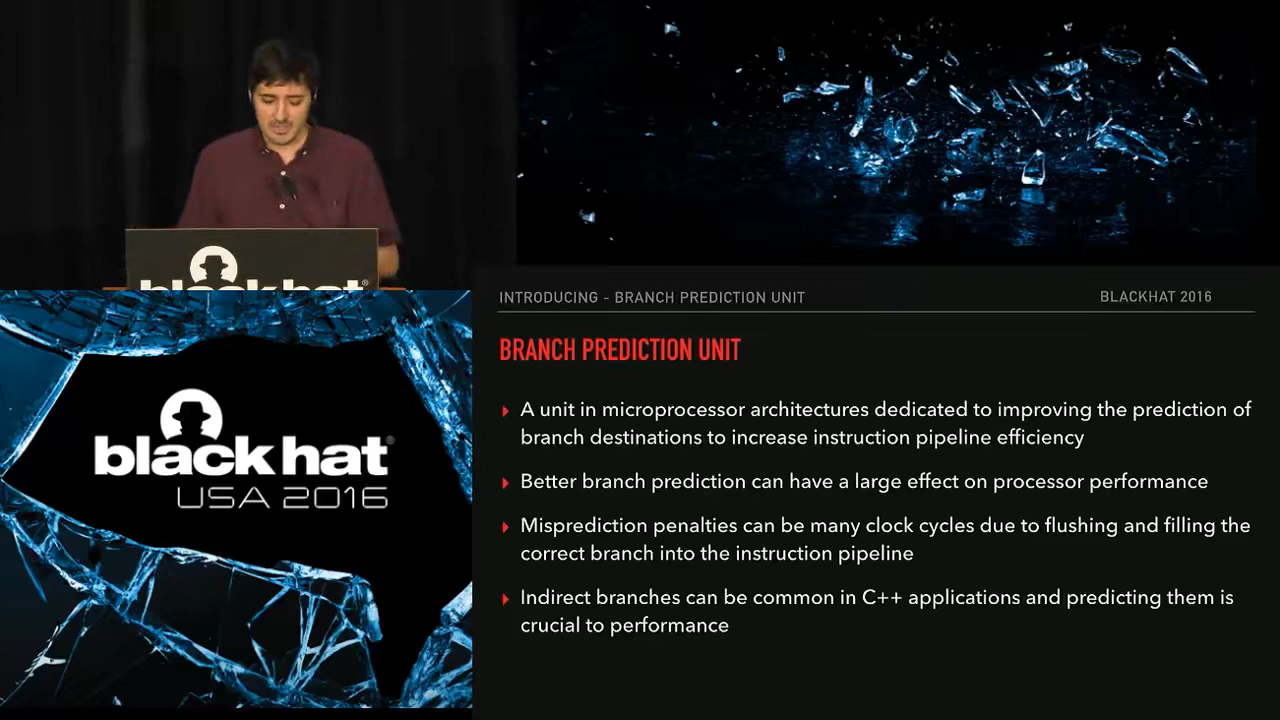 black hat®
INTRODUCING - BRANCH PREDICTION UNIT
BLACKHAT 2016
BRANCH PREDICTION UNIT
A unit in microprocessor architectures dedicated to improving the prediction of
branch destinations to increase instruction pipeline efficiency
Better branch prediction can have a large effect on processor performance
Misprediction penalties can be many clock cycles due to flushing and filling the
correct branch into the instruction pipeline
Indirect branches can be common in C++ applications and predicting them is
crucial to performance
black hat®
USA 2016